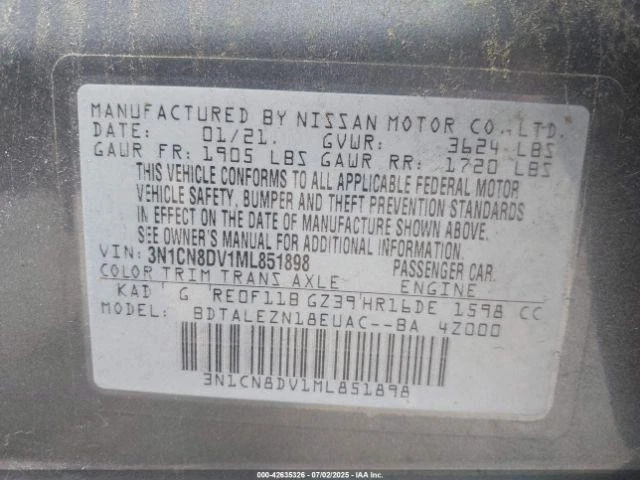 MANUFACTURED BY NISSAN MOTOR CO., LTD.
DATE: 01/21. GVWR: 3624 LBS
GAWR FR: 1905 LBS GAWR RR: 1720 LBS
THIS VEHICLE CONFORMS TO ALL APPLICABLE FEDERAL MOTOR
VEHICLE SAFETY, BUMPER AND THEFT PREVENTION STANDARDS
IN EFFECT ON THE DATE OF MANUFACTURE SHOWN ABOVE.
SEE OWNER'S MANUAL FOR ADDITIONAL INFORMATION.
VIN: 3N1CN8DV1ML851898 PASSENGER CAR
COLOR TRIM TRANS AXLE ENGINE
KAD G RE0F11B GZ39 HR16DE 1598 CC
MODEL: BDTALEZN18EUAC--BA 4Z000
3N1CN8DV1ML851898
000-42635326 | 07/02/2025 | IAA Inc.